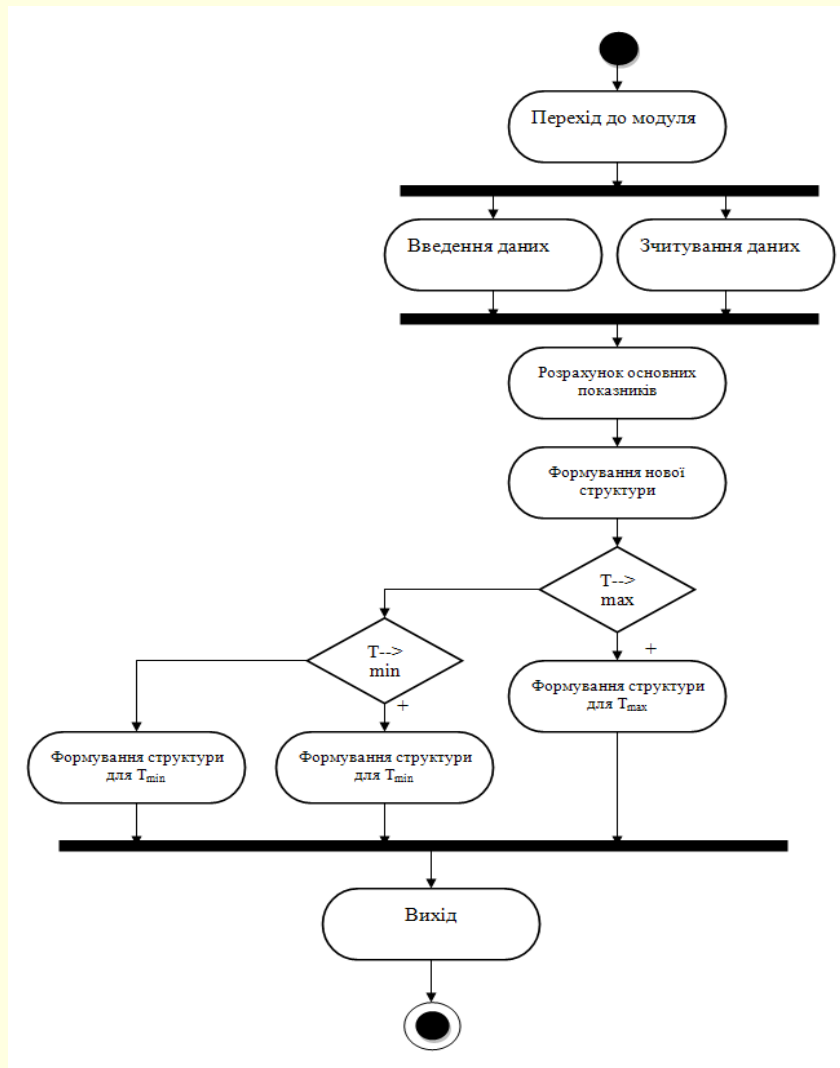 Перехід до модуля
Введення даних
Зчитування даних
Розрахунок основних
показників
Формування нової
структури
T-->
max
+
T-->
min
+
Формування структури
для Tmax
Формування структури
для Tmin
Формування структури
для Tmin
Вихід